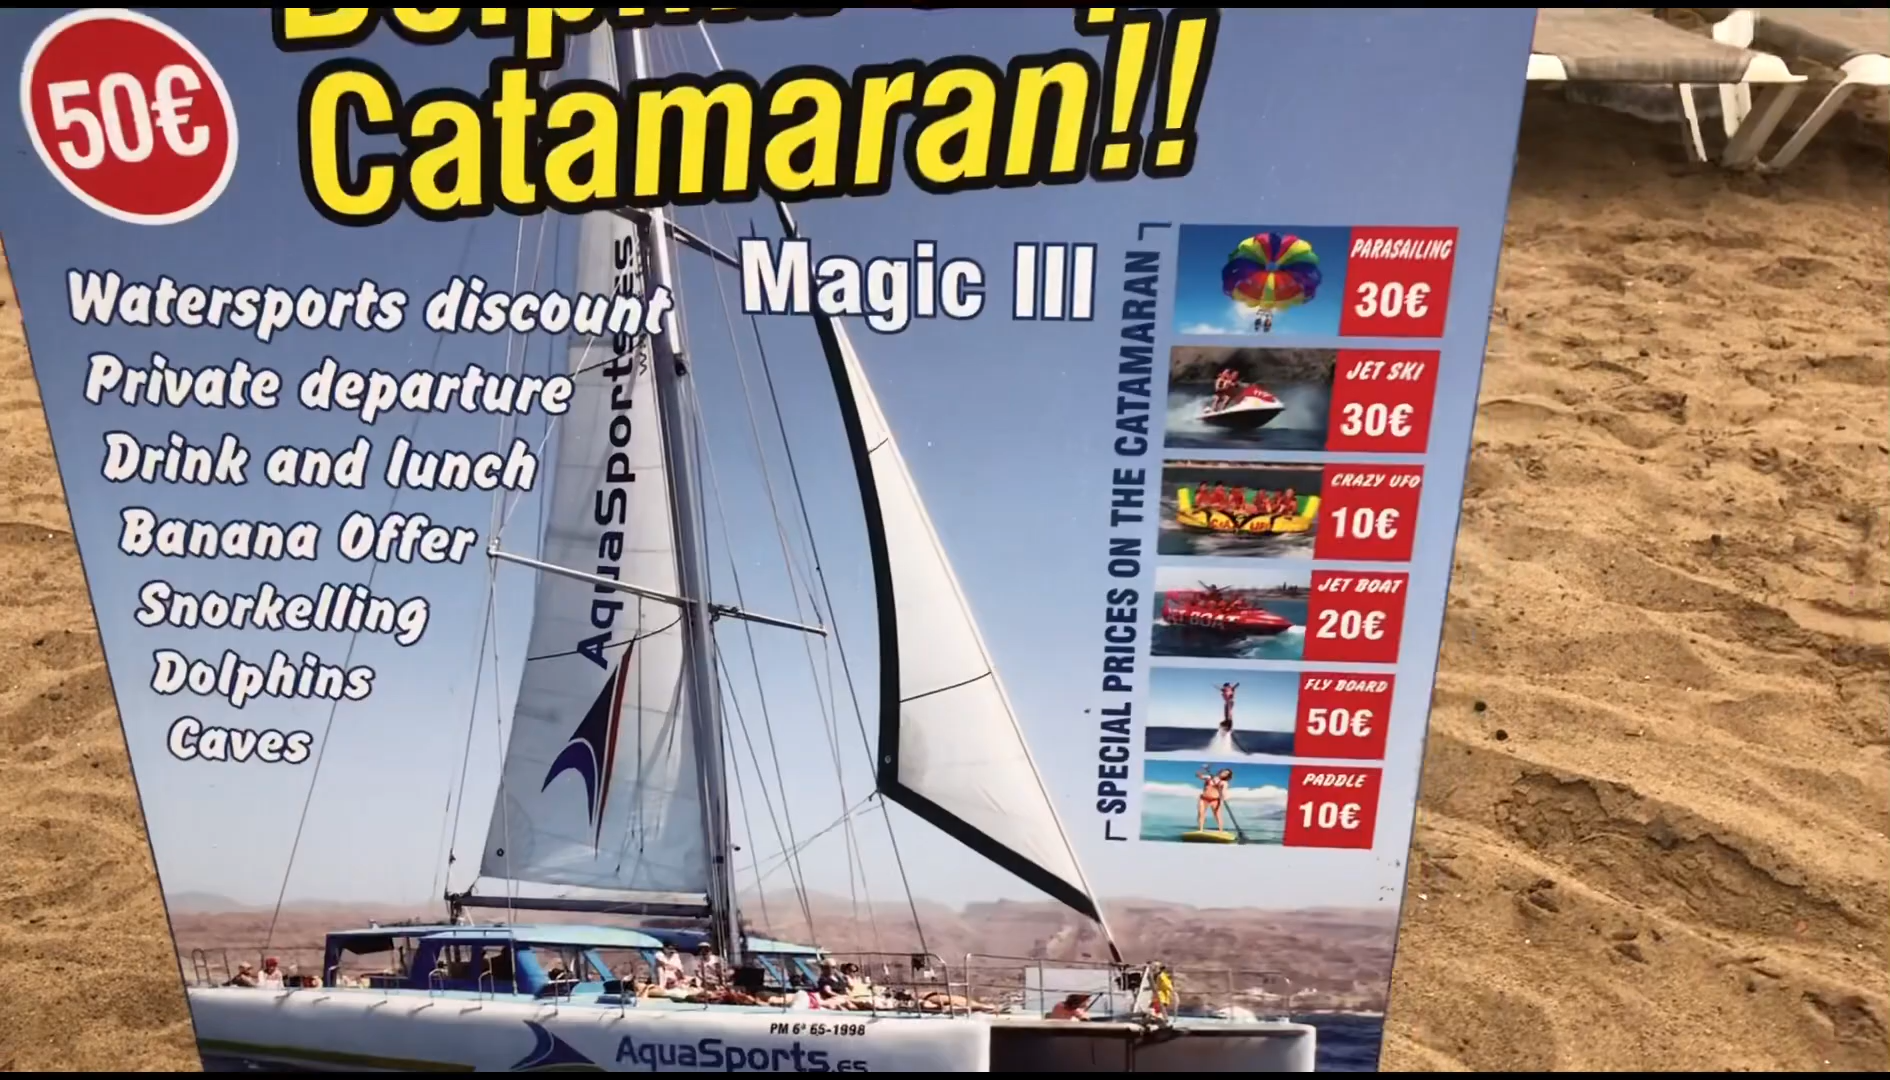 50€
Catamaran!!
Magic III
Watersports discount
Private departure
Drink and lunch
Banana Offer
Snorkelling
Dolphins
Caves
SPECIAL PRICES ON THE CATAMARAN
PARASAILING
30€
JET SKI
30€
CRAZY UFO
10€
JET BOAT
20€
FLY BOARD
50€
PADDLE
10€
AquaSports
JET BOAT
PM 6ª 65-1998
AquaSports.es